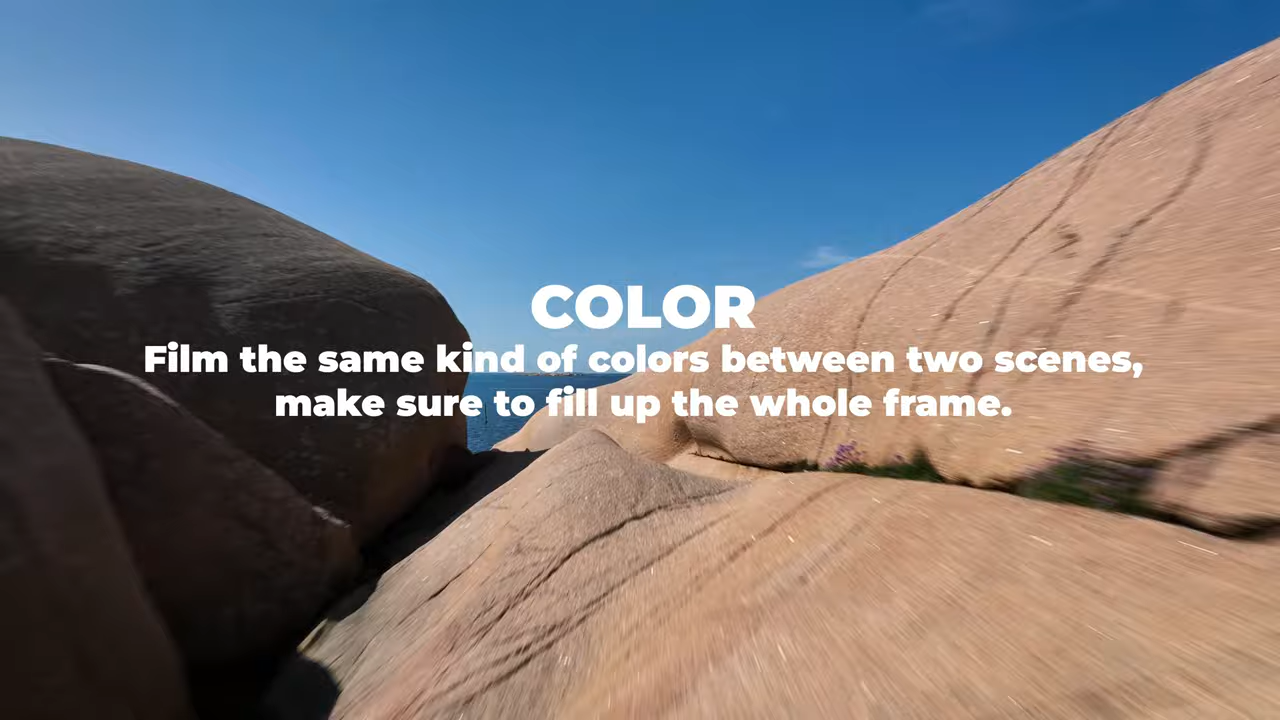 COLOR
Film the same kind of colors between two scenes,
make sure to fill up the whole frame.